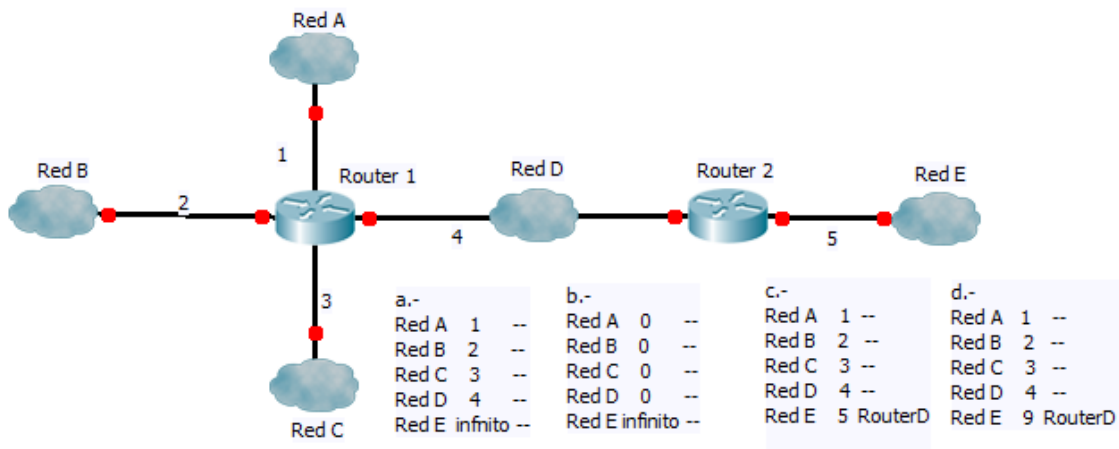 Red A
Red B
2
1
Router 1
Red D
4
Router 2
Red E
5
3
Red C
a.-
Red A 1 --
Red B 2 --
Red C 3 --
Red D 4 --
Red E infnito --
b.-
Red A 0 --
Red B 0 --
Red C 0 --
Red D 0 --
Red E infinito --
c.-
Red A 1 --
Red B 2 --
Red C 3 --
Red D 4 --
Red E 5 RouterD
d.-
Red A 1 --
Red B 2 --
Red C 3 --
Red D 4 --
Red E 9 RouterD